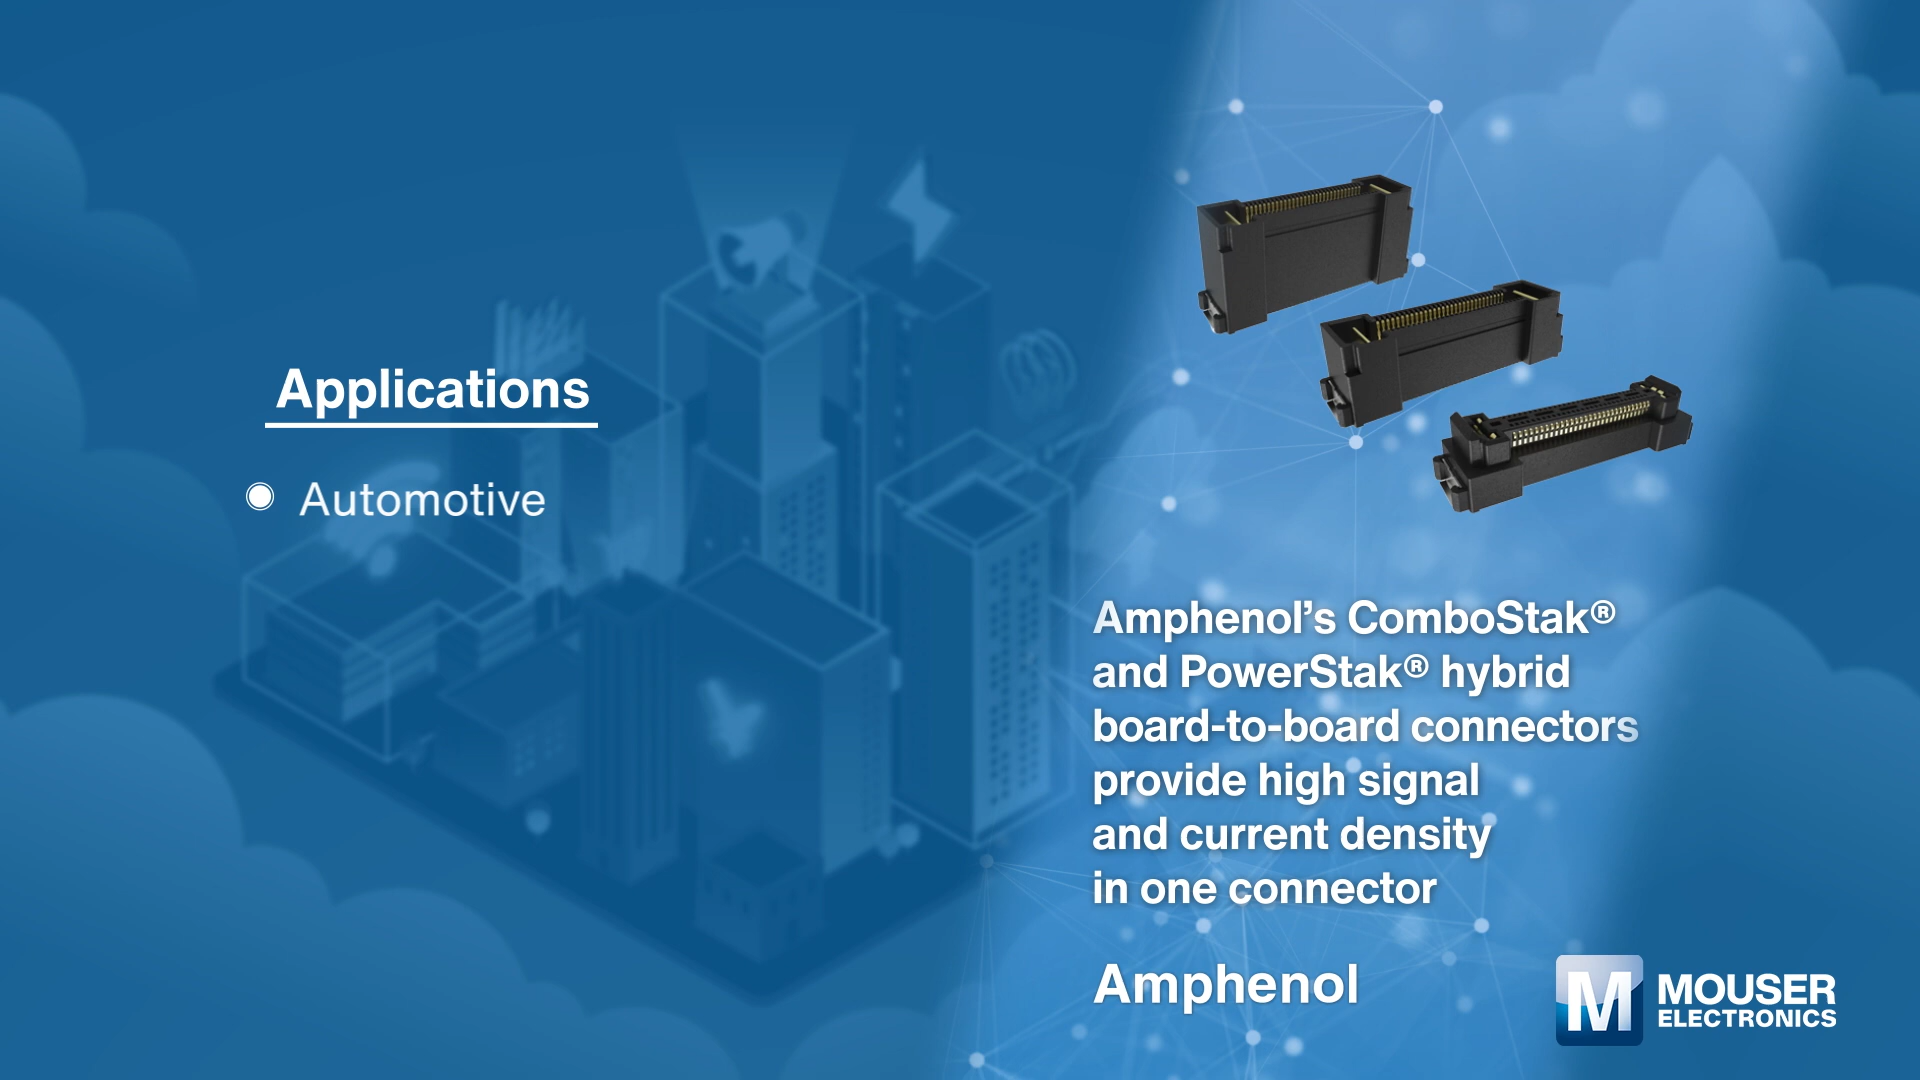 Applications
Automotive
Amphenol’s ComboStak®
and PowerStak® hybrid
board-to-board connectors
provide high signal
and current density
in one connector
Amphenol
M MOUSER
ELECTRONICS